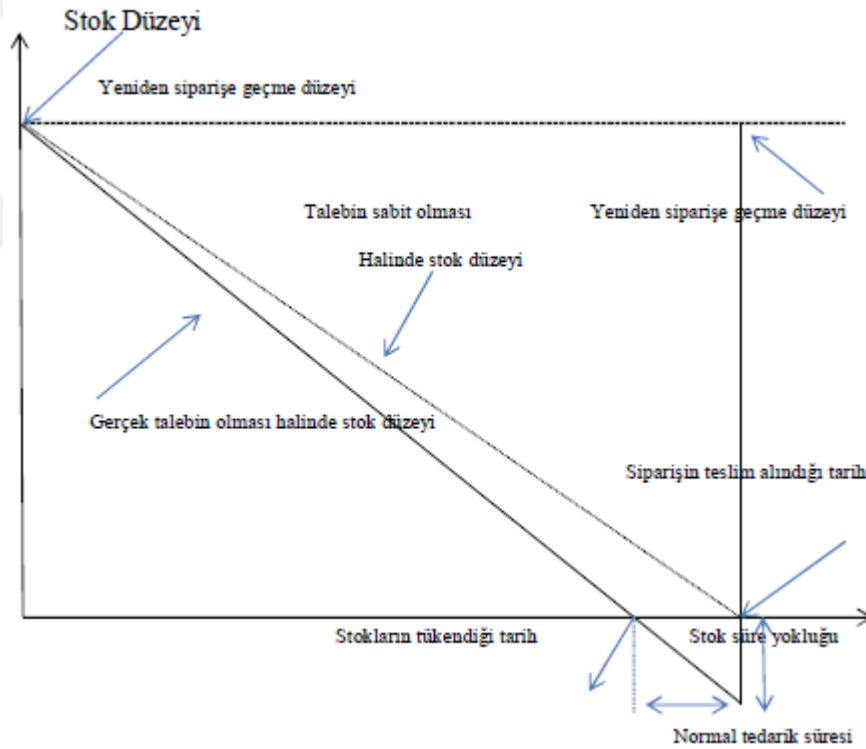 Stok Düzeyi
Yeniden siparişe geçme düzeyi
Talebin sabit olması
Yeniden siparişe geçme düzeyi
Halinde stok düzeyi
Gerçek talebin olması halinde stok düzeyi
Siparişin teslim alındığı tarih
Stokların tükendiği tarih
Stok süre yokluğu
Normal tedarik süresi